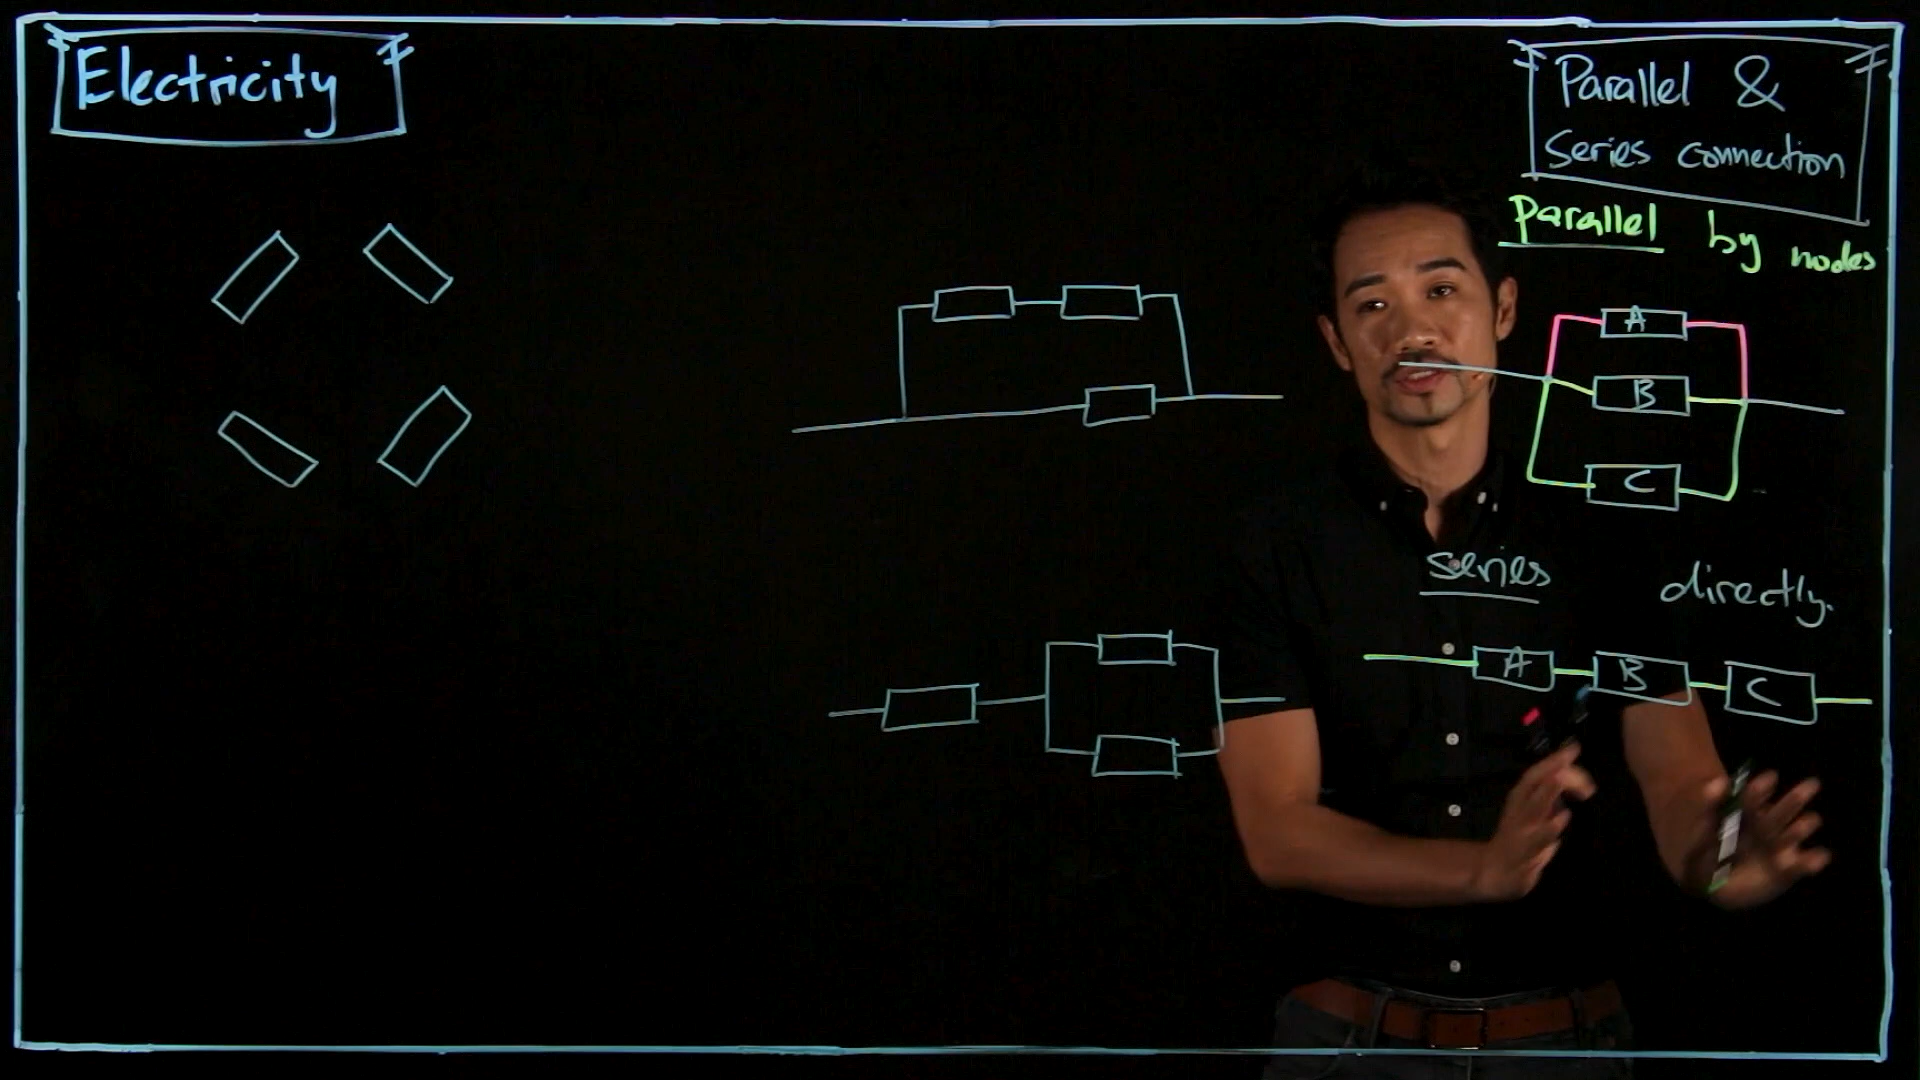 Electricity
Parallel &
Series connection
Parallel by nodes
A
B
C
series directly.
A B C